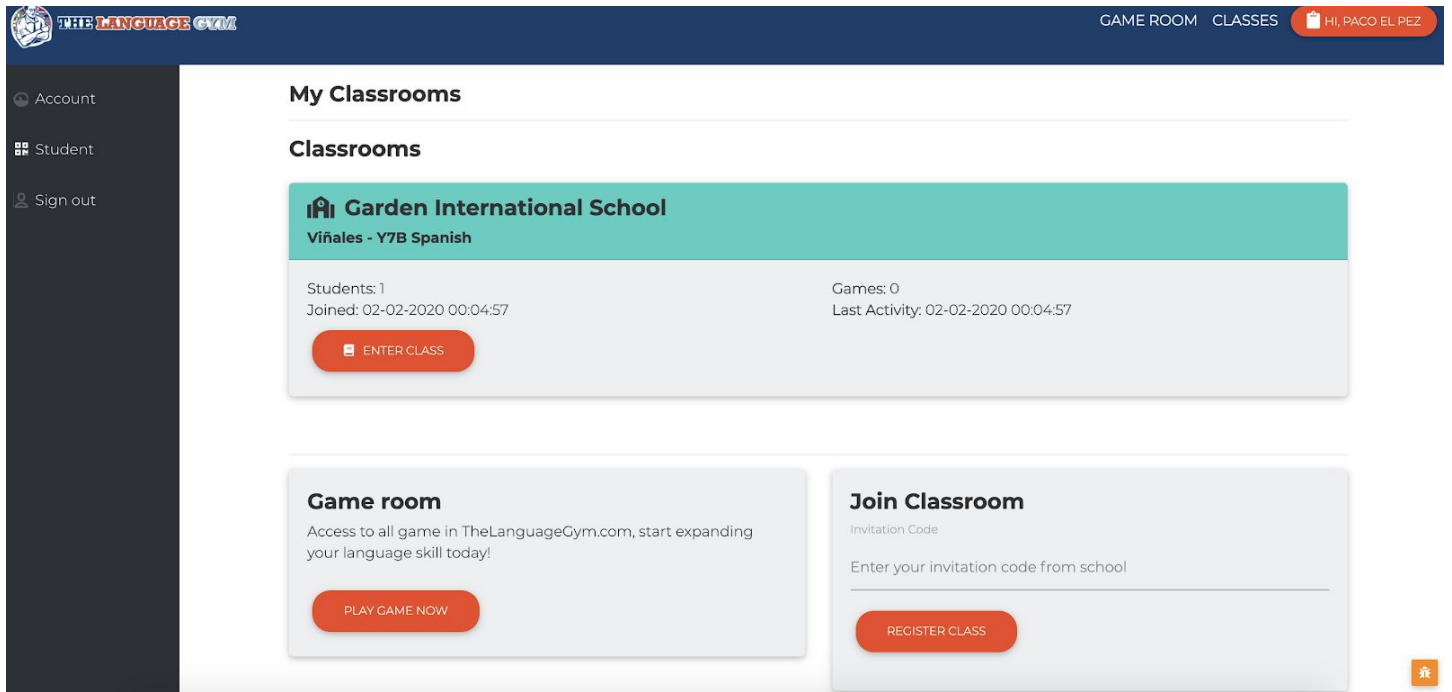 THE LANGUAGE GYM
GAME ROOM CLASSES HI, PACO EL PEZ
Account
Student
Sign out
My Classrooms
Classrooms
Garden International School
Viñales - Y7B Spanish
Students: 1
Joined: 02-02-2020 00:04:57
Games: 0
Last Activity: 02-02-2020 00:04:57
ENTER CLASS
Game room
Access to all game in TheLanguageGym.com, start expanding
your language skill today!
PLAY GAME NOW
Join Classroom
Invitation Code
Enter your invitation code from school
REGISTER CLASS